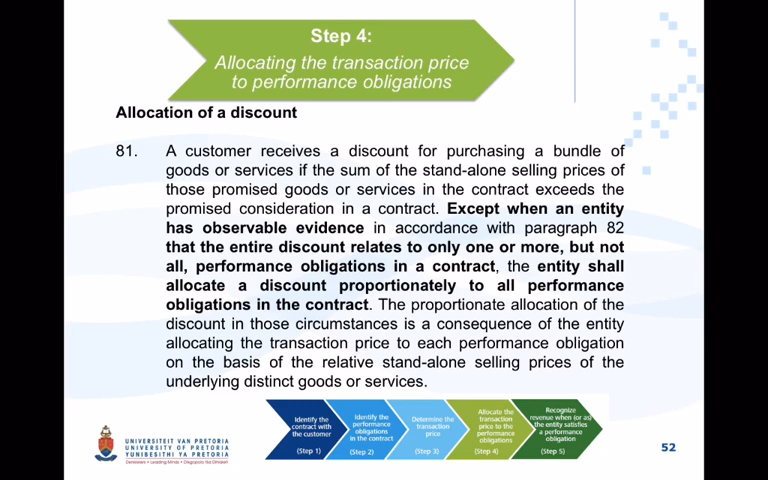 Step 4:
Allocating the transaction price
to performance obligations
Allocation of a discount
81. A customer receives a discount for purchasing a bundle of
goods or services if the sum of the stand-alone selling prices of
those promised goods or services in the contract exceeds the
promised consideration in a contract. Except when an entity
has observable evidence in accordance with paragraph 82
that the entire discount relates to only one or more, but not
all, performance obligations in a contract, the entity shall
allocate a discount proportionately to all performance
obligations in the contract. The proportionate allocation of the
discount in those circumstances is a consequence of the entity
allocating the transaction price to each performance obligation
on the basis of the relative stand-alone selling prices of the
underlying distinct goods or services.
Identify the
contract with
the customer
(Step 1)
Identify the
performance
obligations
in the contract
(Step 2)
Determine the
transaction
price
(Step 3)
Allocate the
transaction
price to the
performance
obligations
(Step 4)
Recognize
revenue when (or as)
the entity satisfies
a performance
obligation
(Step 5)
UNIVERSITEIT VAN PRETORIA
UNIVERSITY OF PRETORIA
YUNIBESITHI YA PRETORIA
Denkleiers • Leading Minds • Dikgopolo tša Dihlalefi
52